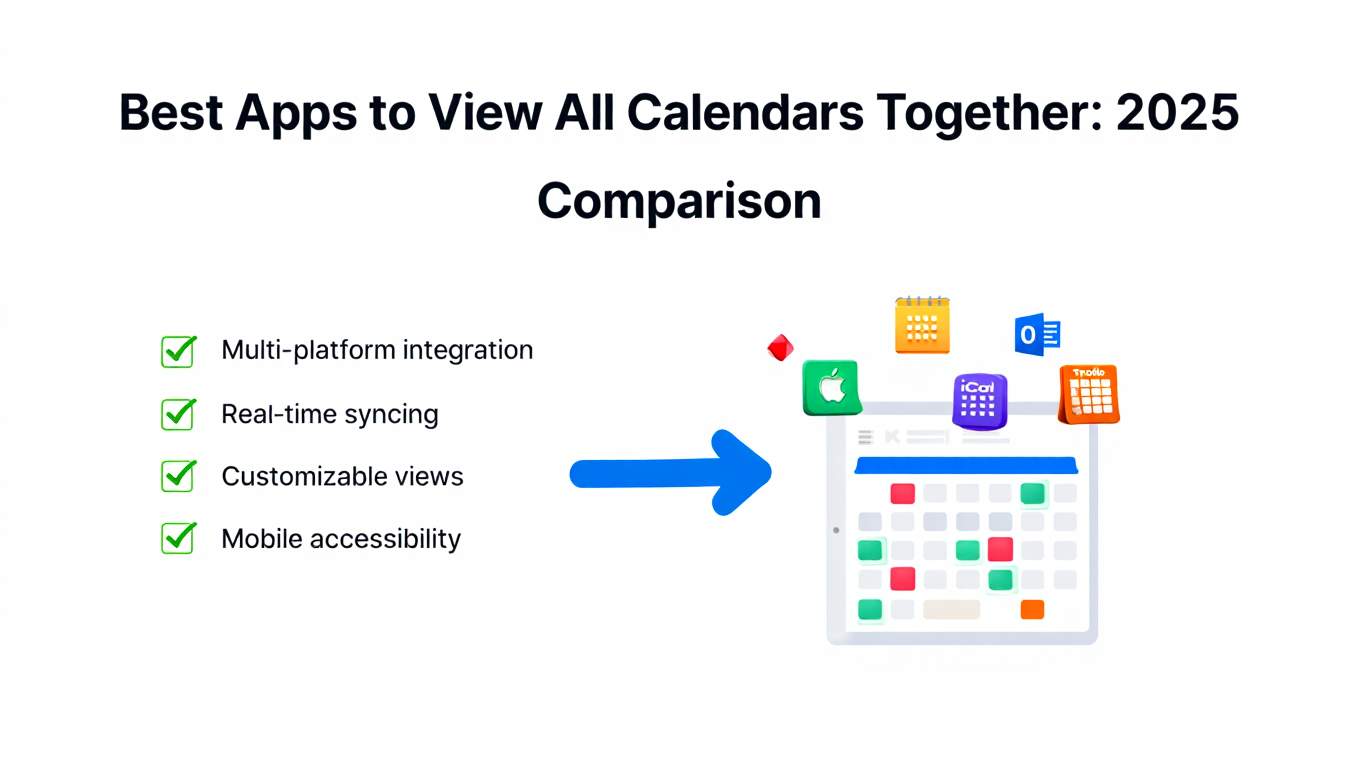 Best Apps to View All Calendars Together: 2025
Comparison
Multi-platform integration
Real-time syncing
Customizable views
Mobile accessibility
O
iCal